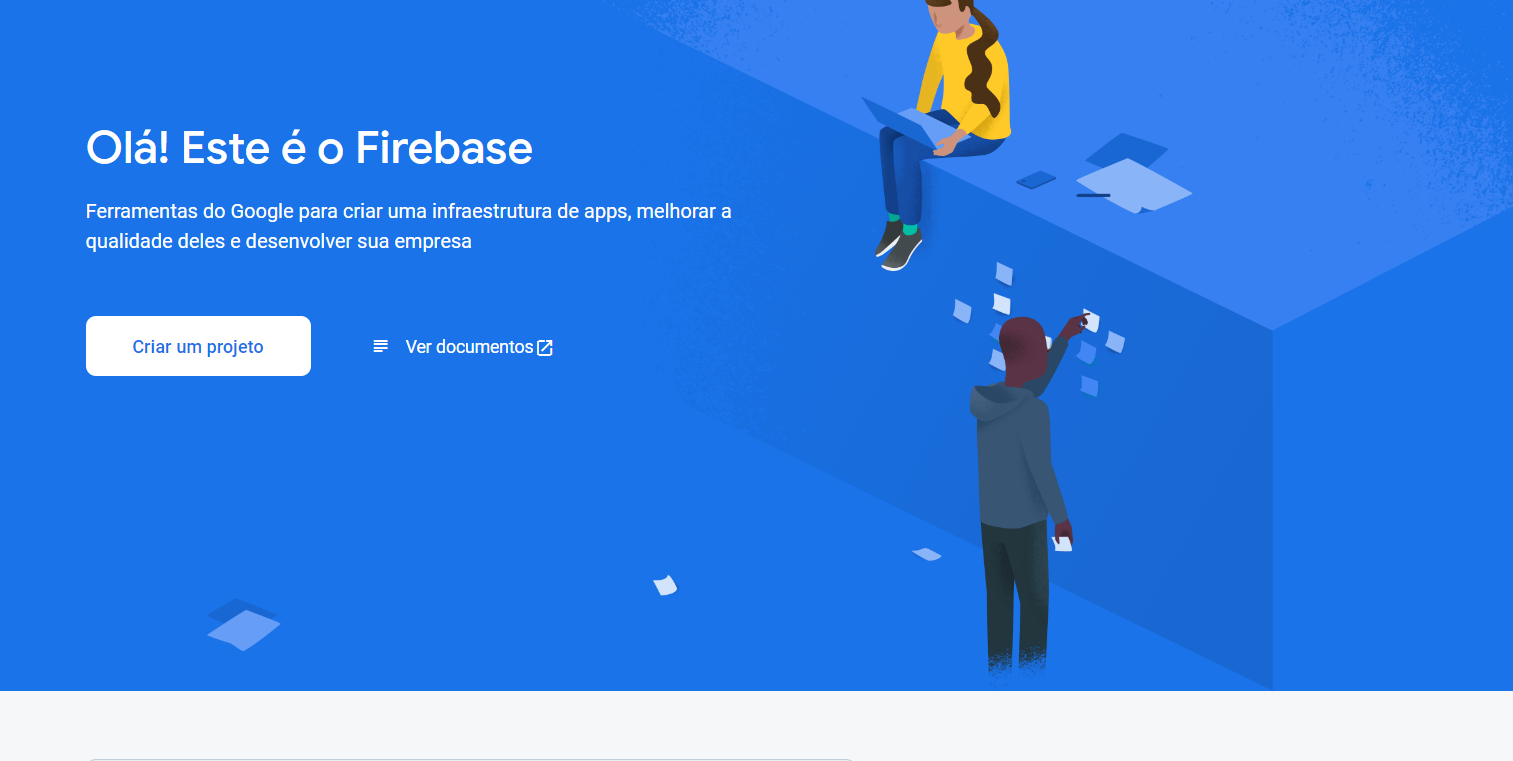 Olá! Este é o Firebase
Ferramentas do Google para criar uma infraestrutura de apps, melhorar a
qualidade deles e desenvolver sua empresa
Criar um projeto
Ver documentos